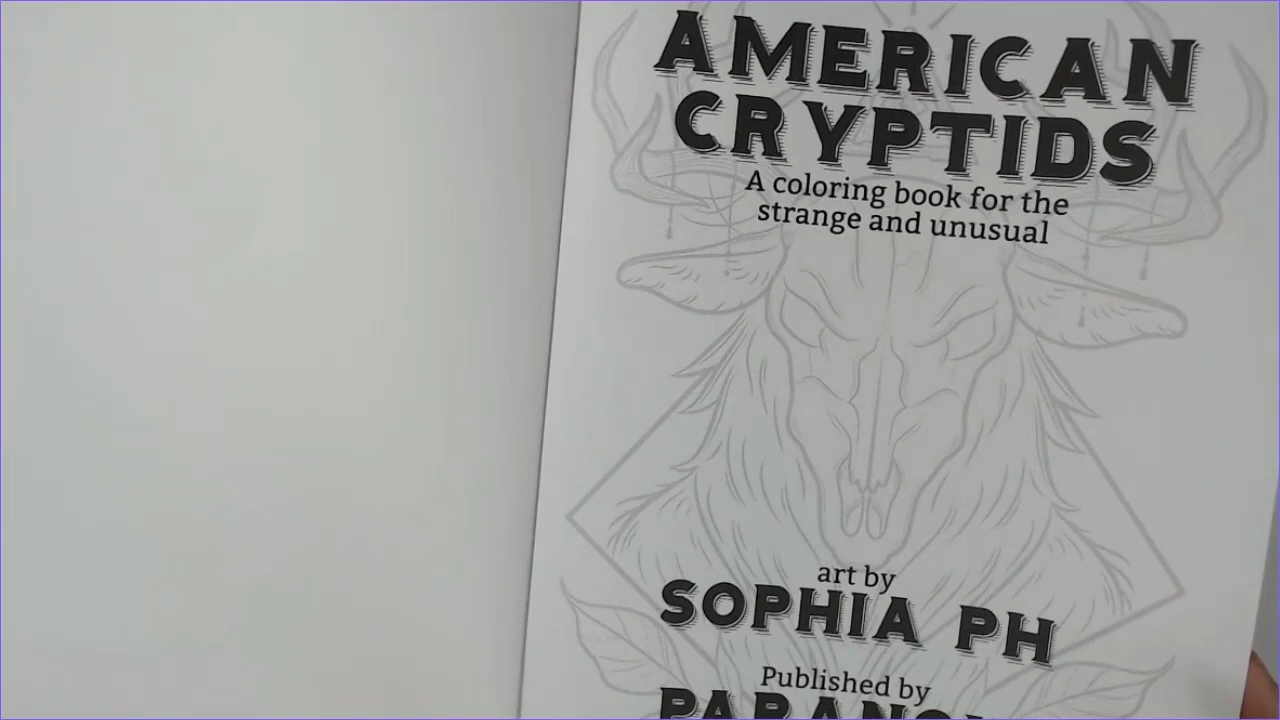 AMERICAN
CRYPTIDS
A coloring book for the
strange and unusual
art by
SOPHIA PH
Published by